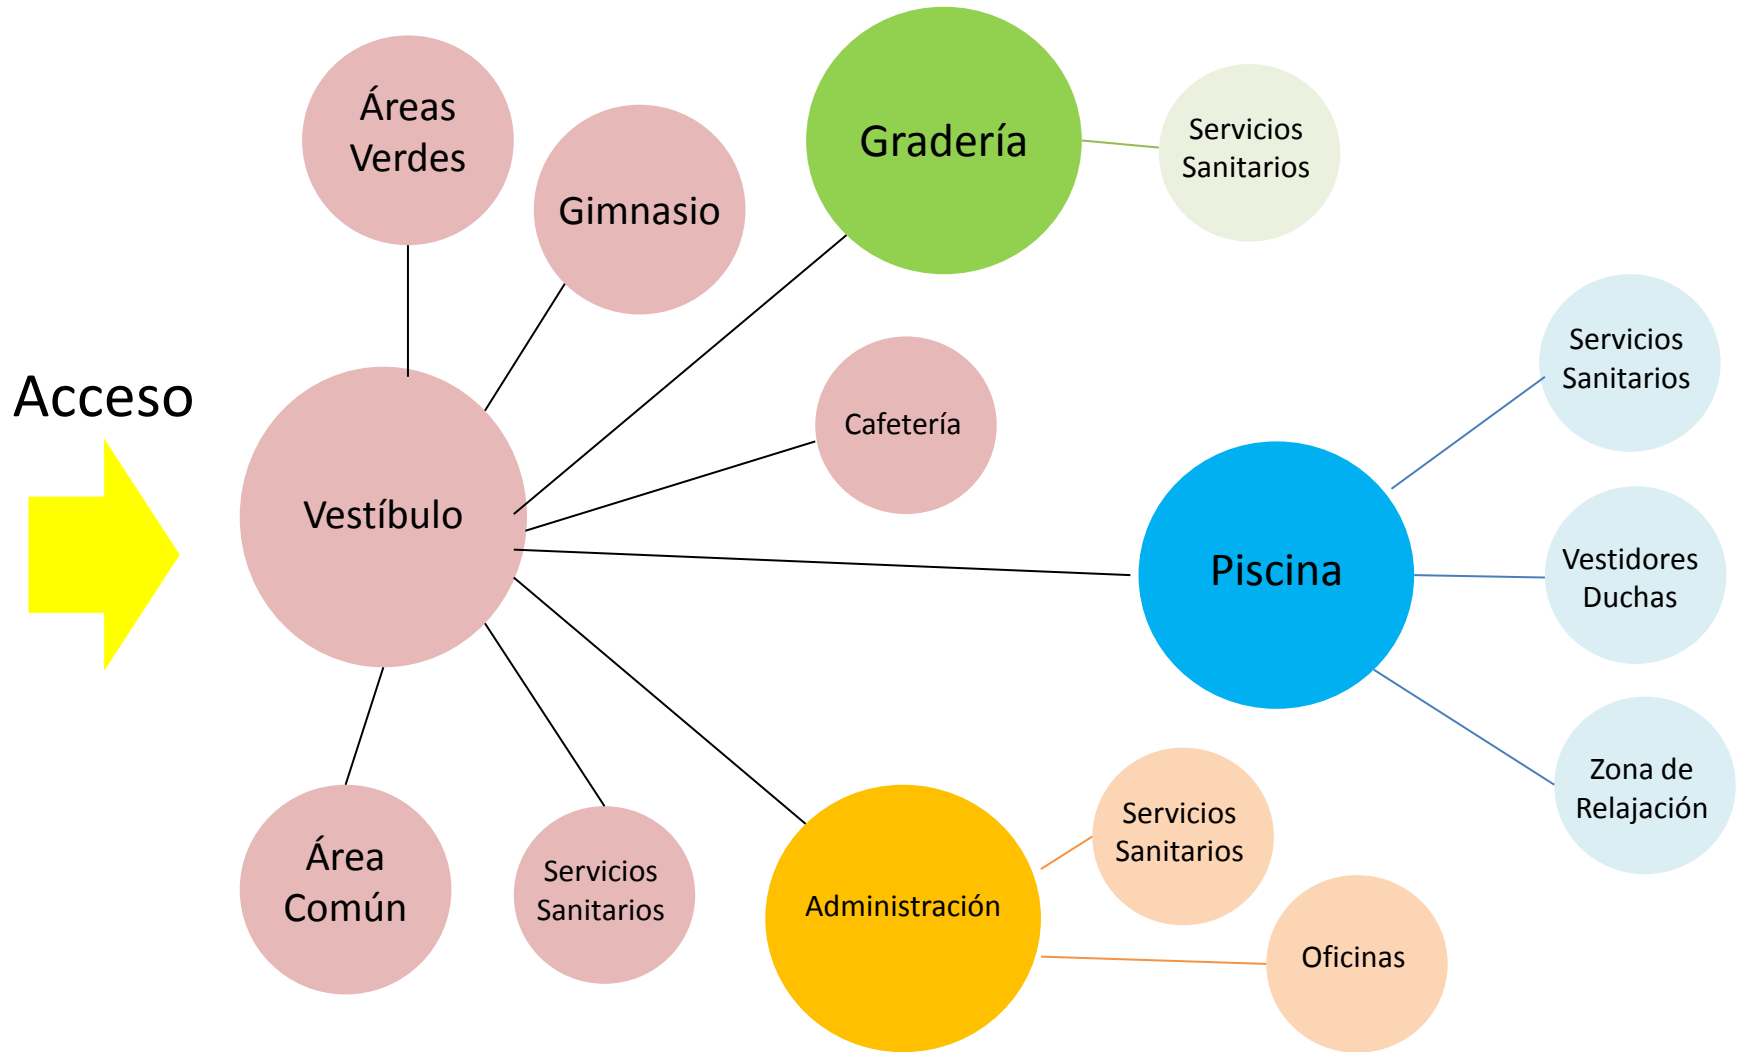 Áreas
Verdes
Gimnasio
Gradería
Servicios
Sanitarios
Acceso
Vestíbulo
Cafetería
Piscina
Servicios
Sanitarios
Vestidores
Duchas
Zona de
Relajación
Área
Común
Servicios
Sanitarios
Administración
Servicios
Sanitarios
Oficinas